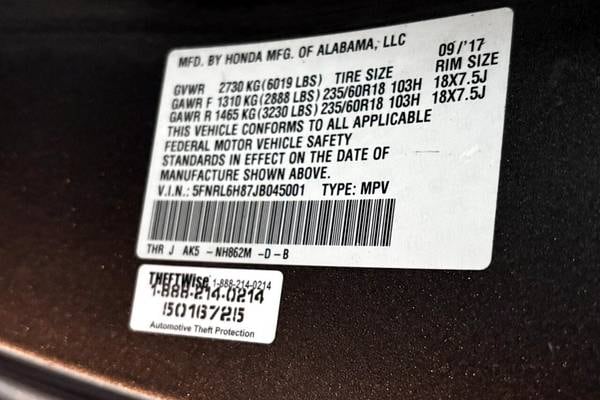 MFD. BY HONDA MFG. OF ALABAMA, LLC 09/'17
GVWR 2730 KG(6019 LBS) TIRE SIZE RIM SIZE
GAWR F 1310 KG(2888 LBS) 235/60R18 103H 18X7.5J
GAWR R 1465 KG(3230 LBS) 235/60R18 103H 18X7.5J
THIS VEHICLE CONFORMS TO ALL APPLICABLE
FEDERAL MOTOR VEHICLE SAFETY
STANDARDS IN EFFECT ON THE DATE OF
MANUFACTURE SHOWN ABOVE.
V.I.N.: 5FNRL6H87JB045001 TYPE: MPV
THR J AK5 -NH862M -D-B
THEFTWISE 1-888-214-0214
1-888-214-0214
15016725
Automotive Theft Protection